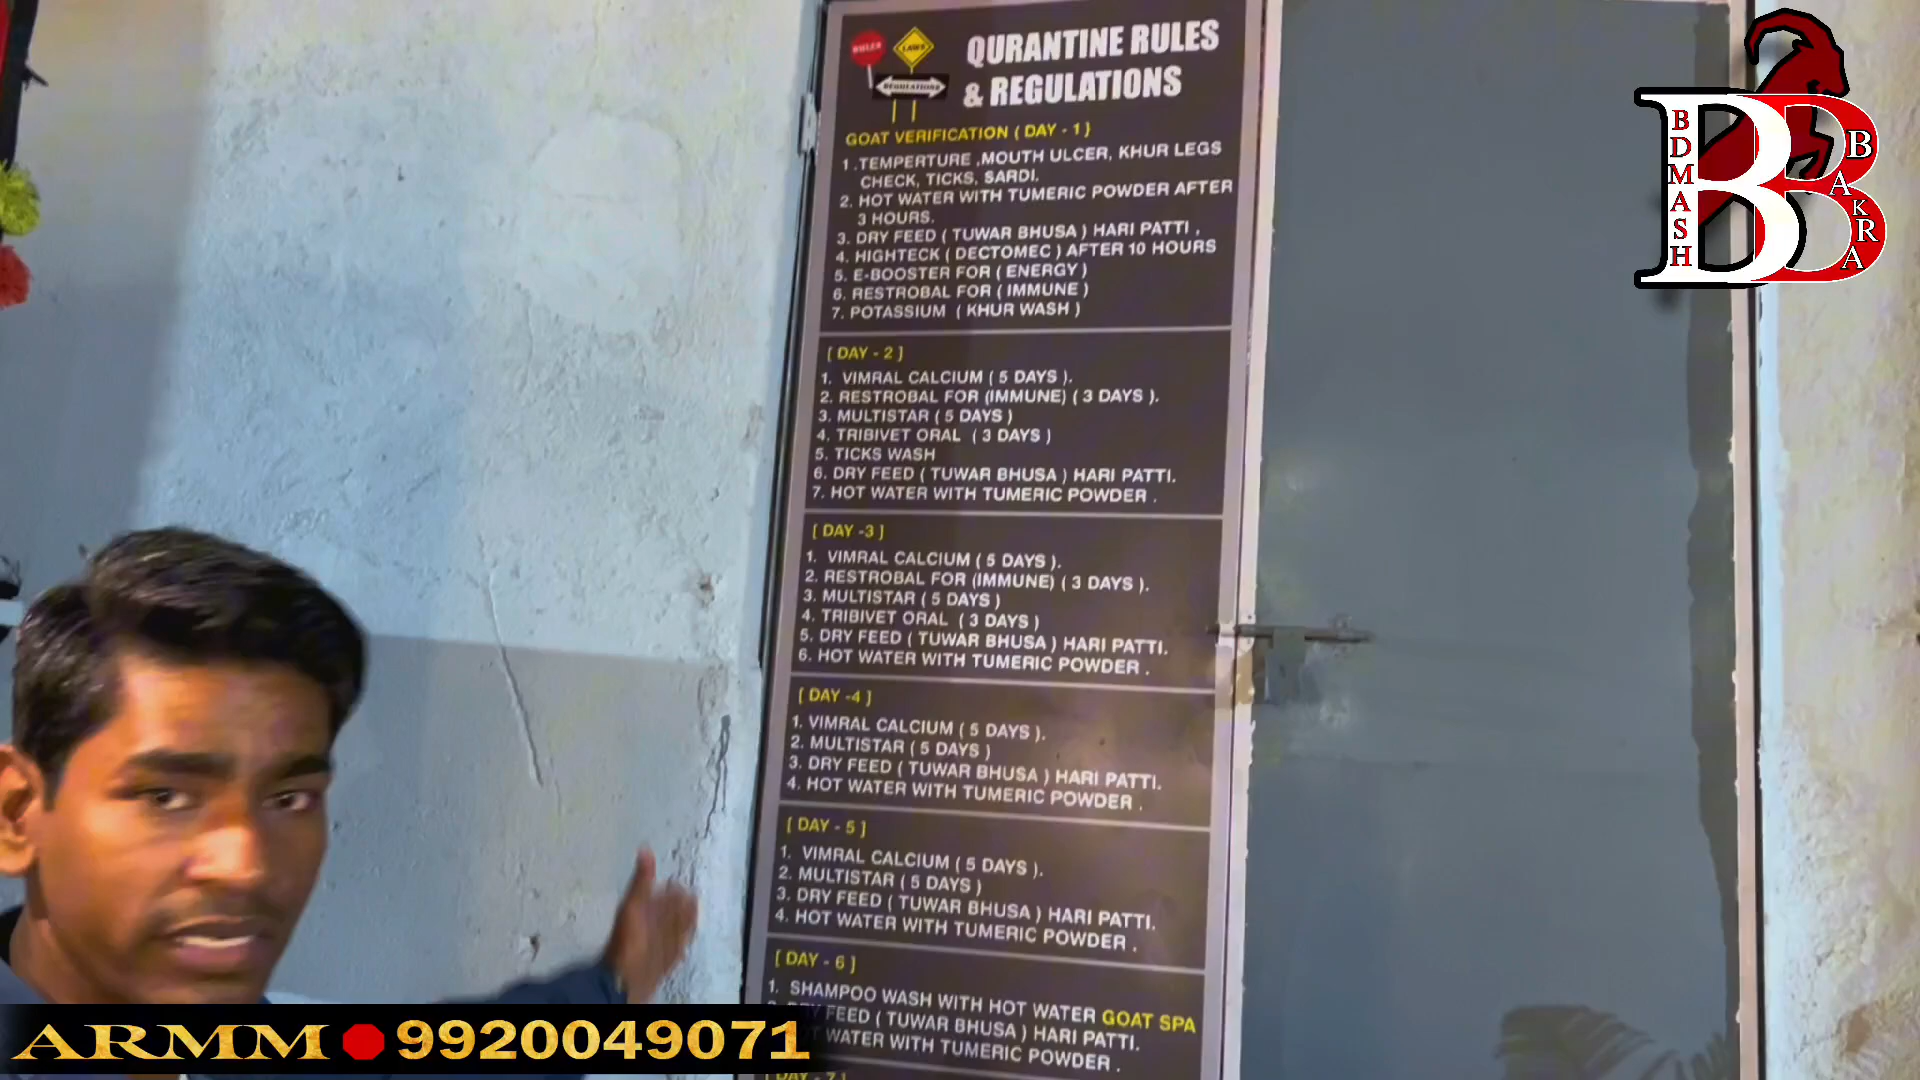 RULES
LAWS
REGULATIONS
QURANTINE RULES
& REGULATIONS
GOAT VERIFICATION ( DAY - 1 )
1 .TEMPERTURE ,MOUTH ULCER, KHUR LEGS
CHECK, TICKS, SARDI.
2. HOT WATER WITH TUMERIC POWDER AFTER
3 HOURS.
3. DRY FEED ( TUWAR BHUSA ) HARI PATTI ,
4. HIGHTECK ( DECTOMEC ) AFTER 10 HOURS
5. E-BOOSTER FOR ( ENERGY )
6. RESTROBAL FOR ( IMMUNE )
7. POTASSIUM ( KHUR WASH )
[ DAY - 2 ]
1. VIMRAL CALCIUM ( 5 DAYS ).
2. RESTROBAL FOR (IMMUNE) ( 3 DAYS ).
3. MULTISTAR ( 5 DAYS )
4. TRIBIVET ORAL ( 3 DAYS )
5. TICKS WASH
6. DRY FEED ( TUWAR BHUSA ) HARI PATTI.
7. HOT WATER WITH TUMERIC POWDER .
[ DAY -3 ]
1. VIMRAL CALCIUM ( 5 DAYS ).
2. RESTROBAL FOR (IMMUNE) ( 3 DAYS ).
3. MULTISTAR ( 5 DAYS )
4. TRIBIVET ORAL ( 3 DAYS )
5. DRY FEED ( TUWAR BHUSA ) HARI PATTI.
6. HOT WATER WITH TUMERIC POWDER .
[ DAY -4 ]
1. VIMRAL CALCIUM ( 5 DAYS ).
2. MULTISTAR ( 5 DAYS )
3. DRY FEED ( TUWAR BHUSA ) HARI PATTI.
4. HOT WATER WITH TUMERIC POWDER .
[ DAY - 5 ]
1. VIMRAL CALCIUM ( 5 DAYS ).
2. MULTISTAR ( 5 DAYS )
3. DRY FEED ( TUWAR BHUSA ) HARI PATTI.
4. HOT WATER WITH TUMERIC POWDER .
[ DAY - 6 ]
1. SHAMPOO WASH WITH HOT WATER GOAT SPA
FEED ( TUWAR BHUSA ) HARI PATTI.
WATER WITH TUMERIC POWDER .
[ DAY - 7 ]
BB
BDMASH
BAKRA
ARMM 9920049071